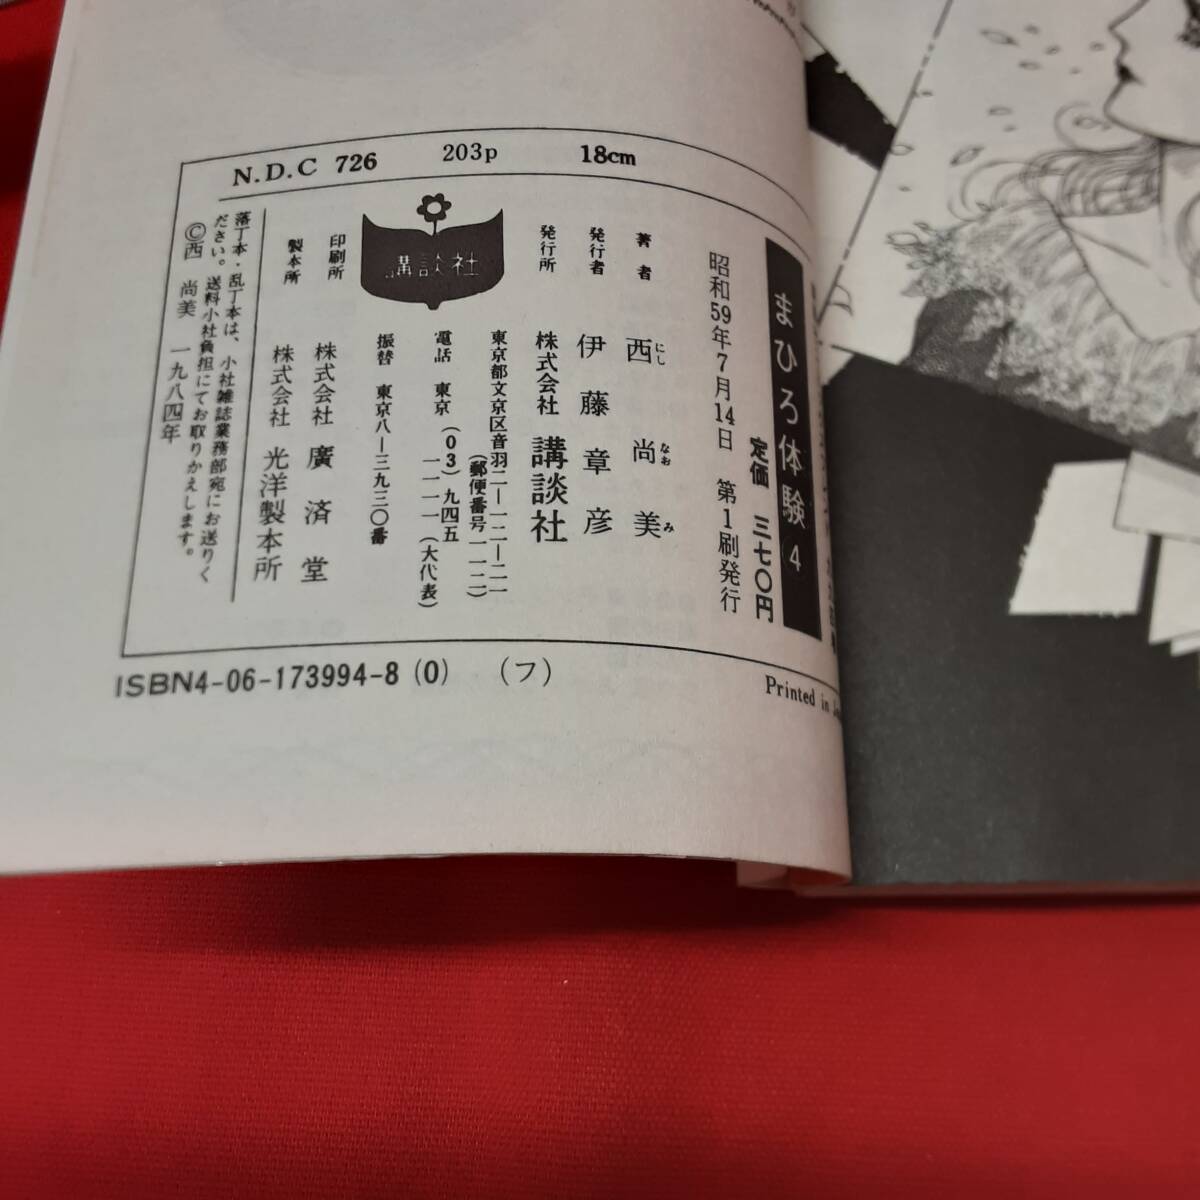 N.D.C 726 203p 18cm
まひろ体験 4
定価 三七〇円
昭和59年7月14日 第1刷発行
著者 西 尚美
にし なお み
発行者 伊藤章彦
発行所 株式会社 講談社
東京都文京区音羽二―一二―二一
(郵便番号一一二)
電話 東京(03)九四五
一一一一(大代表)
振替 東京八―三九三〇番
講談社
印刷所 株式会社 廣済堂
製本所 株式会社 光洋製本所
落丁本・乱丁本は、小社雑誌業務部宛にお送りく
ださい。送料小社負担にてお取りかえします。
©西 尚美 一九八四年
ISBN4-06-173994-8 (0) (フ)
Printed in